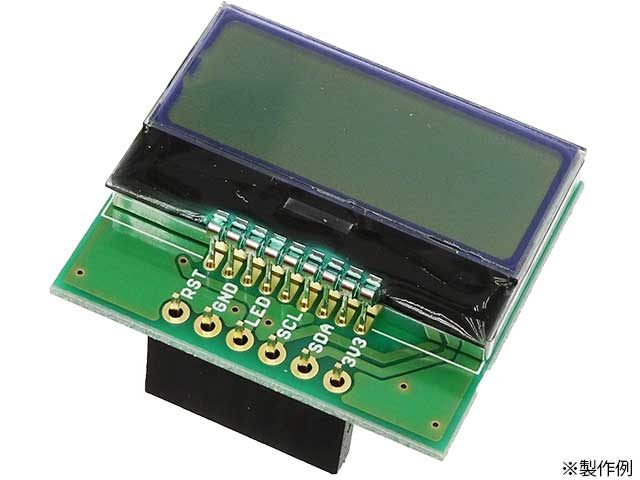 RST
GND
LED
SCL
SDA
3V3
※製作例